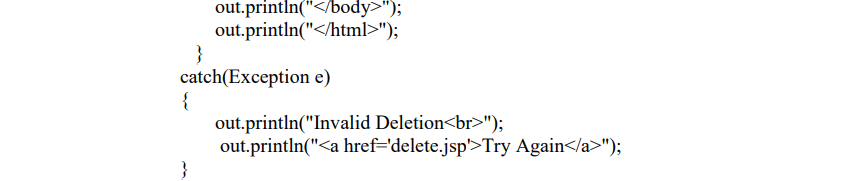 out.println("</body>");
out.println("</html>");
}
catch(Exception e)
{
out.println("Invalid Deletion<br>");
out.println("<a href='delete.jsp'>Try Again</a>");
}